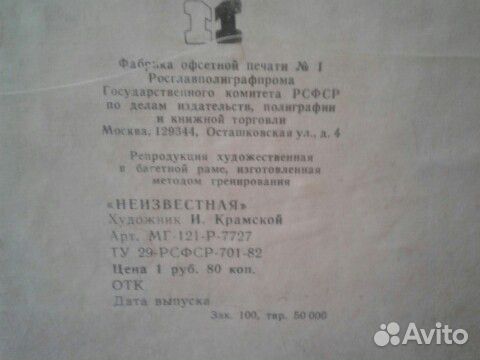 Фабрика офсетной печати № 1
Росглавполиграфпрома
Государственного комитета РСФСР
по делам издательств, полиграфии
и книжной торговли
Москва, 129344, Осташковская ул., д. 4
Репродукция художественная
в багетной раме, изготовленная
методом тренирования
«НЕИЗВЕСТНАЯ»
Художник И. Крамской
Арт. МГ-121-Р-7727
ТУ 29-РСФСР-701-82
Цена 1 руб. 80 коп.
ОТК
Дата выпуска
Зак. 100, тир. 50 000
Avito